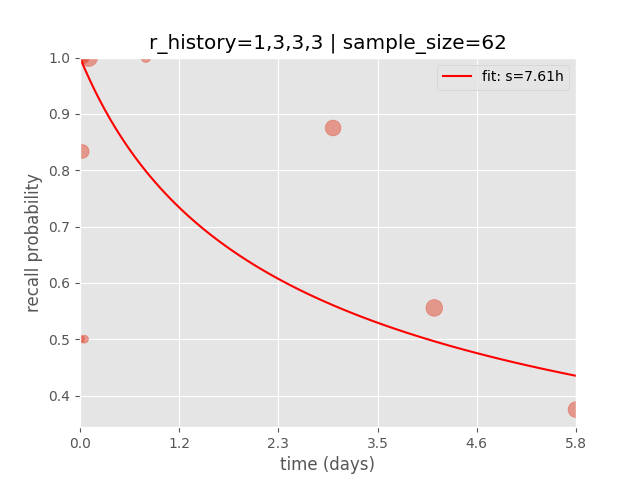 r_history=1,3,3,3 | sample_size=62
fit: s=7.61h
1.0
0.9
0.8
0.7
0.6
0.5
0.4
recall probability
0.0 1.2 2.3 3.5 4.6 5.8
time (days)